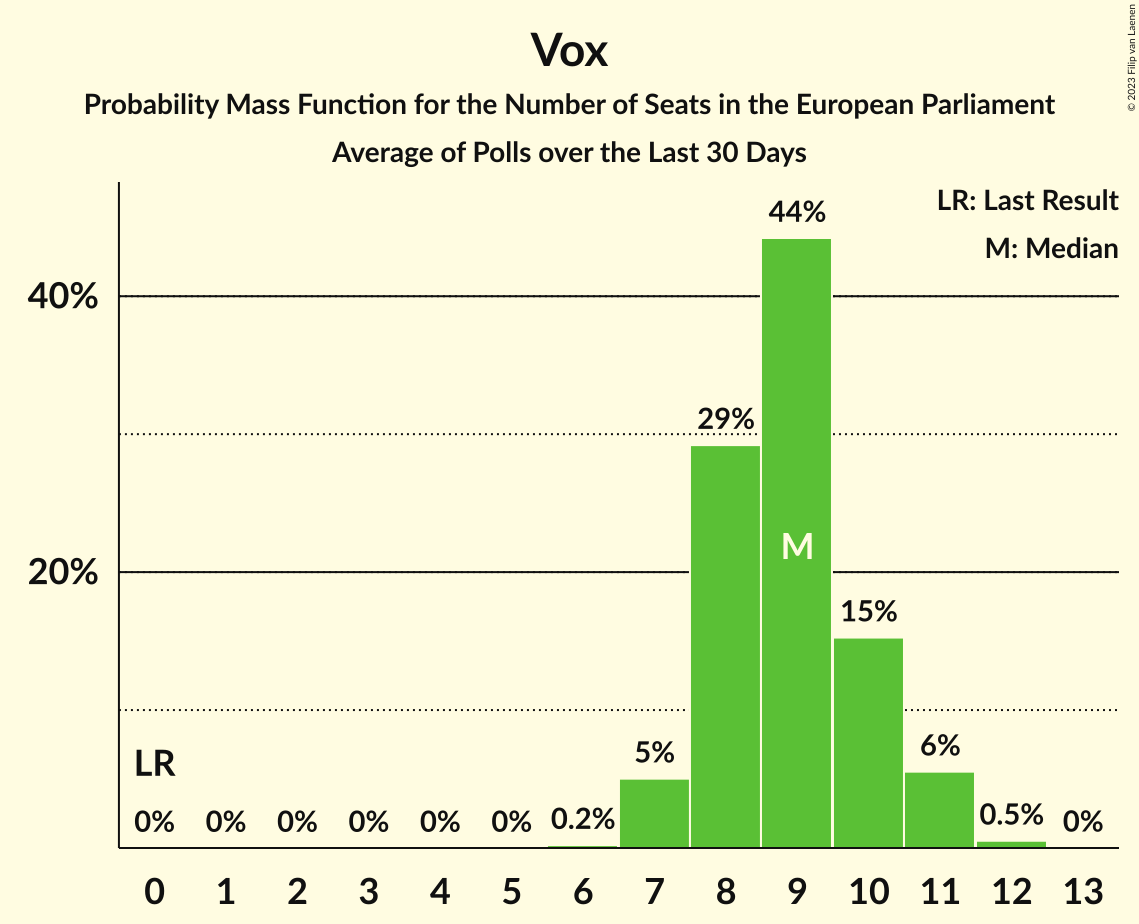 Vox
Probability Mass Function for the Number of Seats in the European Parliament
Average of Polls over the Last 30 Days
© 2023 Filip van Laenen
LR: Last Result
M: Median
44%
40%
29%
M
20%
15%
LR
5%
6%
0% 0% 0% 0% 0% 0% 0.2% 0.5% 0%
0 1 2 3 4 5 6 7 8 9 10 11 12 13